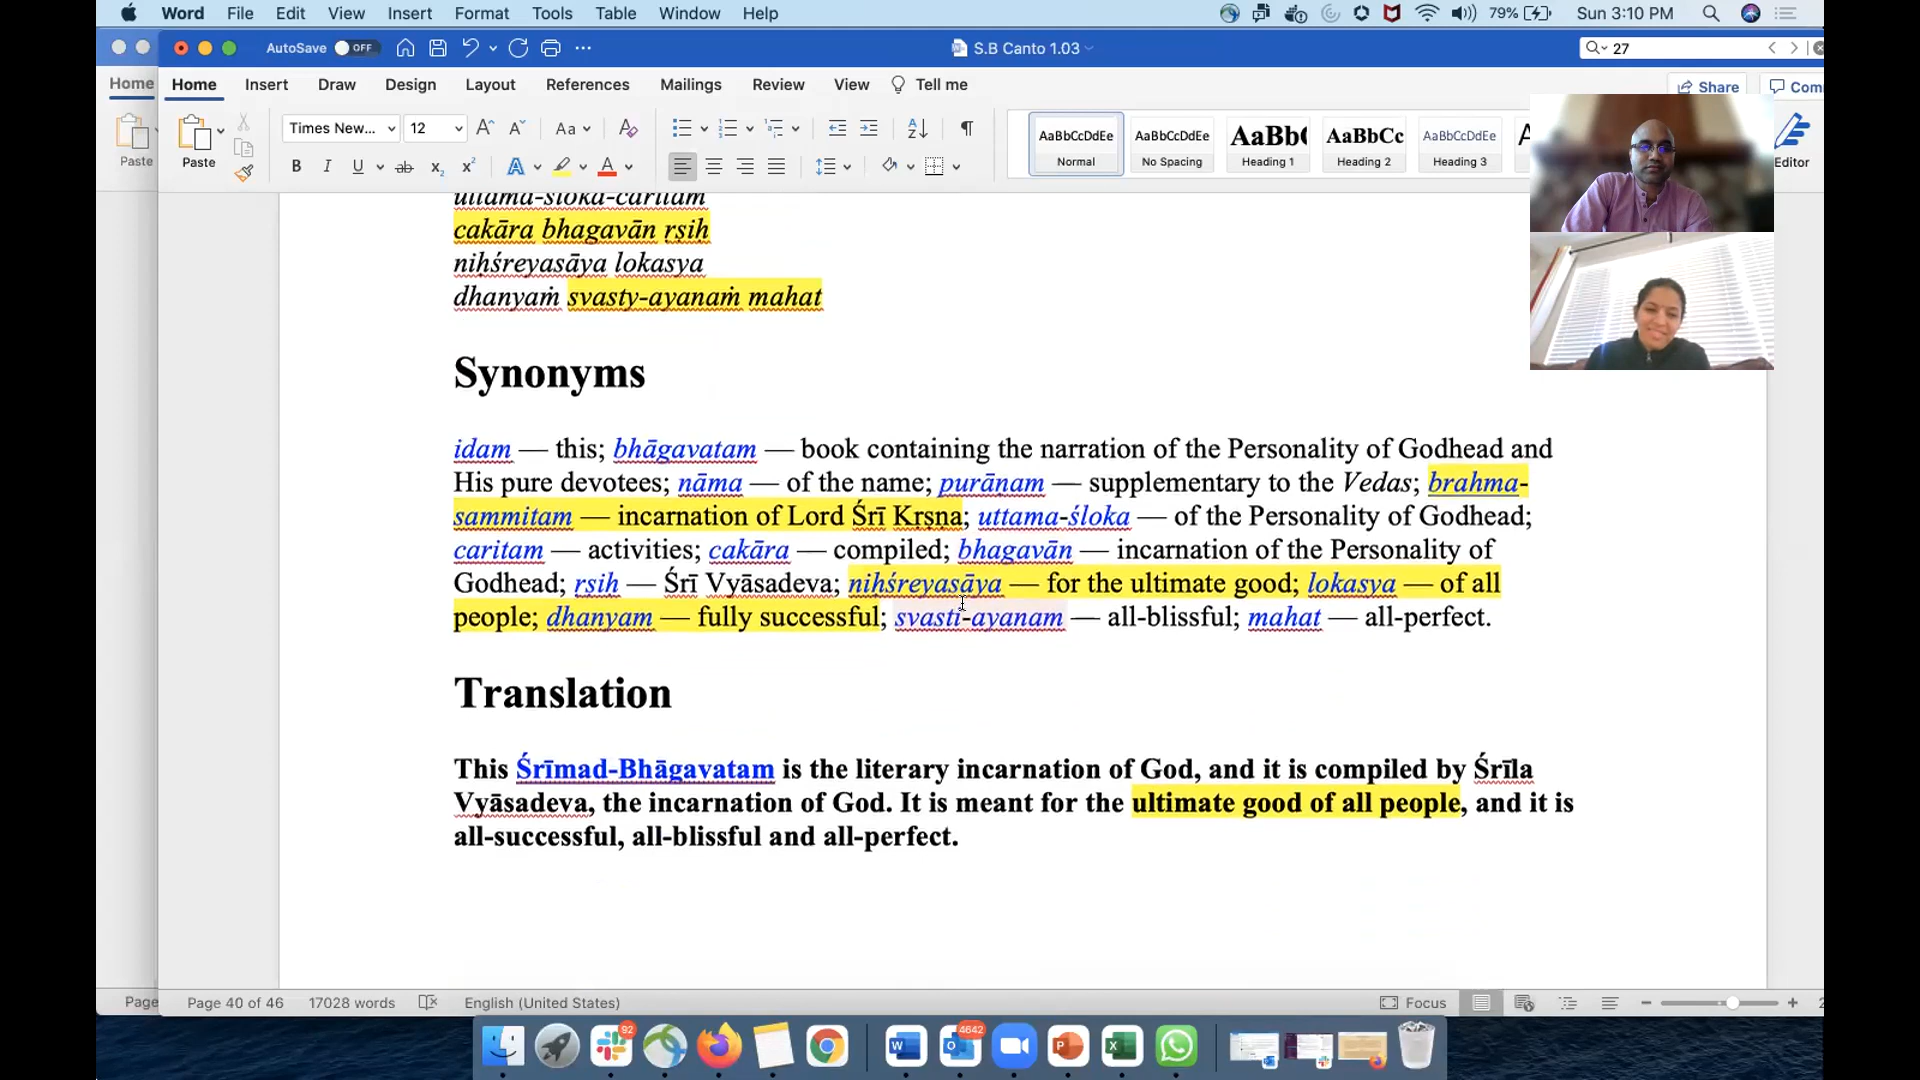 Word File Edit View Insert Format Tools Table Window Help 79% Sun 3:10 PM
AutoSave OFF S.B Canto 1.03 27
Home Home Insert Draw Design Layout References Mailings Review View Tell me Share Com
Paste Paste Times New... 12 Aa AaBbCcDdEe AaBbCcDdEe AaBb( AaBbCc AaBbCcDdEe
Normal No Spacing Heading 1 Heading 2 Heading 3 Editor
uttama-śloka-caritam
cakāra bhagavān ṛṣiḥ
niḥśreyasāya lokasya
dhanyaṁ svasty-ayanaṁ mahat
Synonyms
idam — this; bhāgavatam — book containing the narration of the Personality of Godhead and
His pure devotees; nāma — of the name; purāṇam — supplementary to the Vedas; brahma-
sammitam — incarnation of Lord Śrī Kṛṣṇa; uttama-śloka — of the Personality of Godhead;
caritam — activities; cakāra — compiled; bhagavān — incarnation of the Personality of
Godhead; ṛṣiḥ — Śrī Vyāsadeva; niḥśreyasāya — for the ultimate good; lokasya — of all
people; dhanyam — fully successful; svasti-ayanam — all-blissful; mahat — all-perfect.
Translation
This Śrīmad-Bhāgavatam is the literary incarnation of God, and it is compiled by Śrīla
Vyāsadeva, the incarnation of God. It is meant for the ultimate good of all people, and it is
all-successful, all-blissful and all-perfect.
Page Page 40 of 46 17028 words English (United States) Focus
92 4642